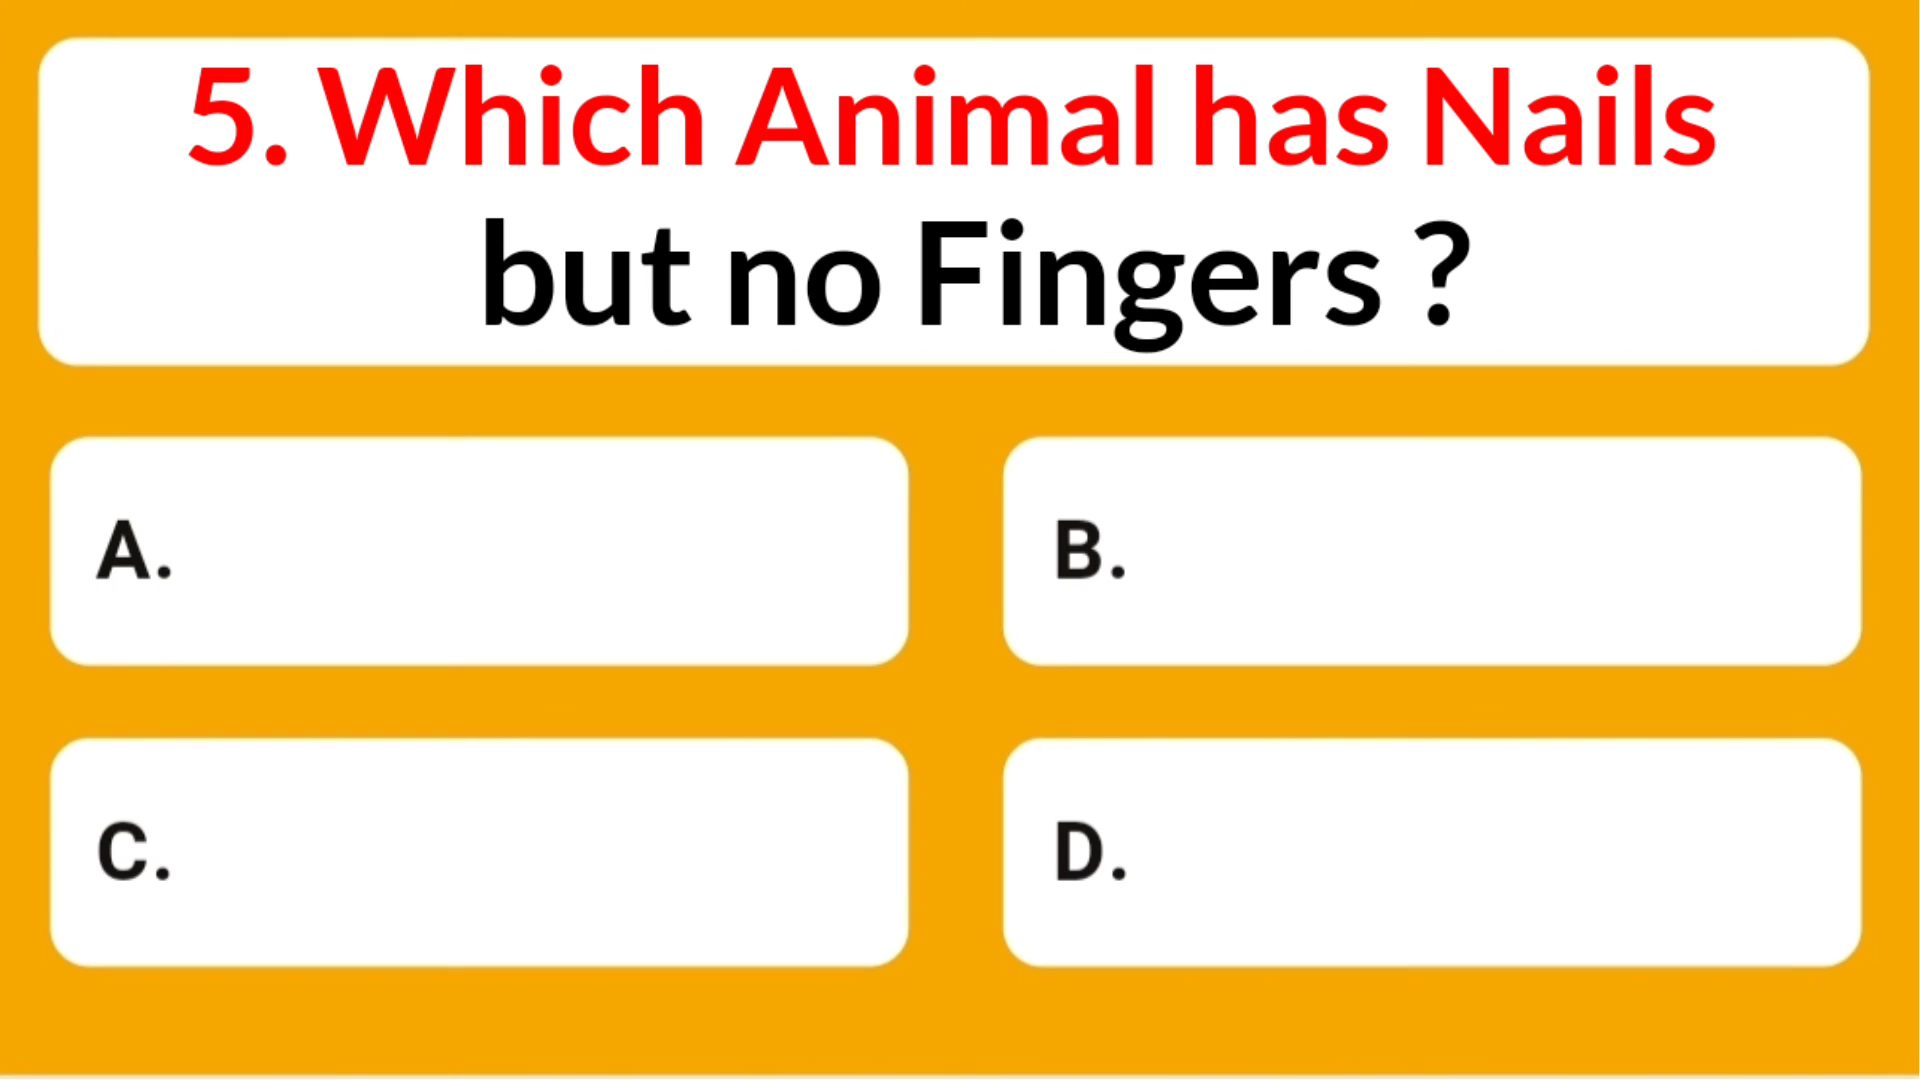 5. Which Animal has Nails
but no Fingers ?
A.
B.
C.
D.